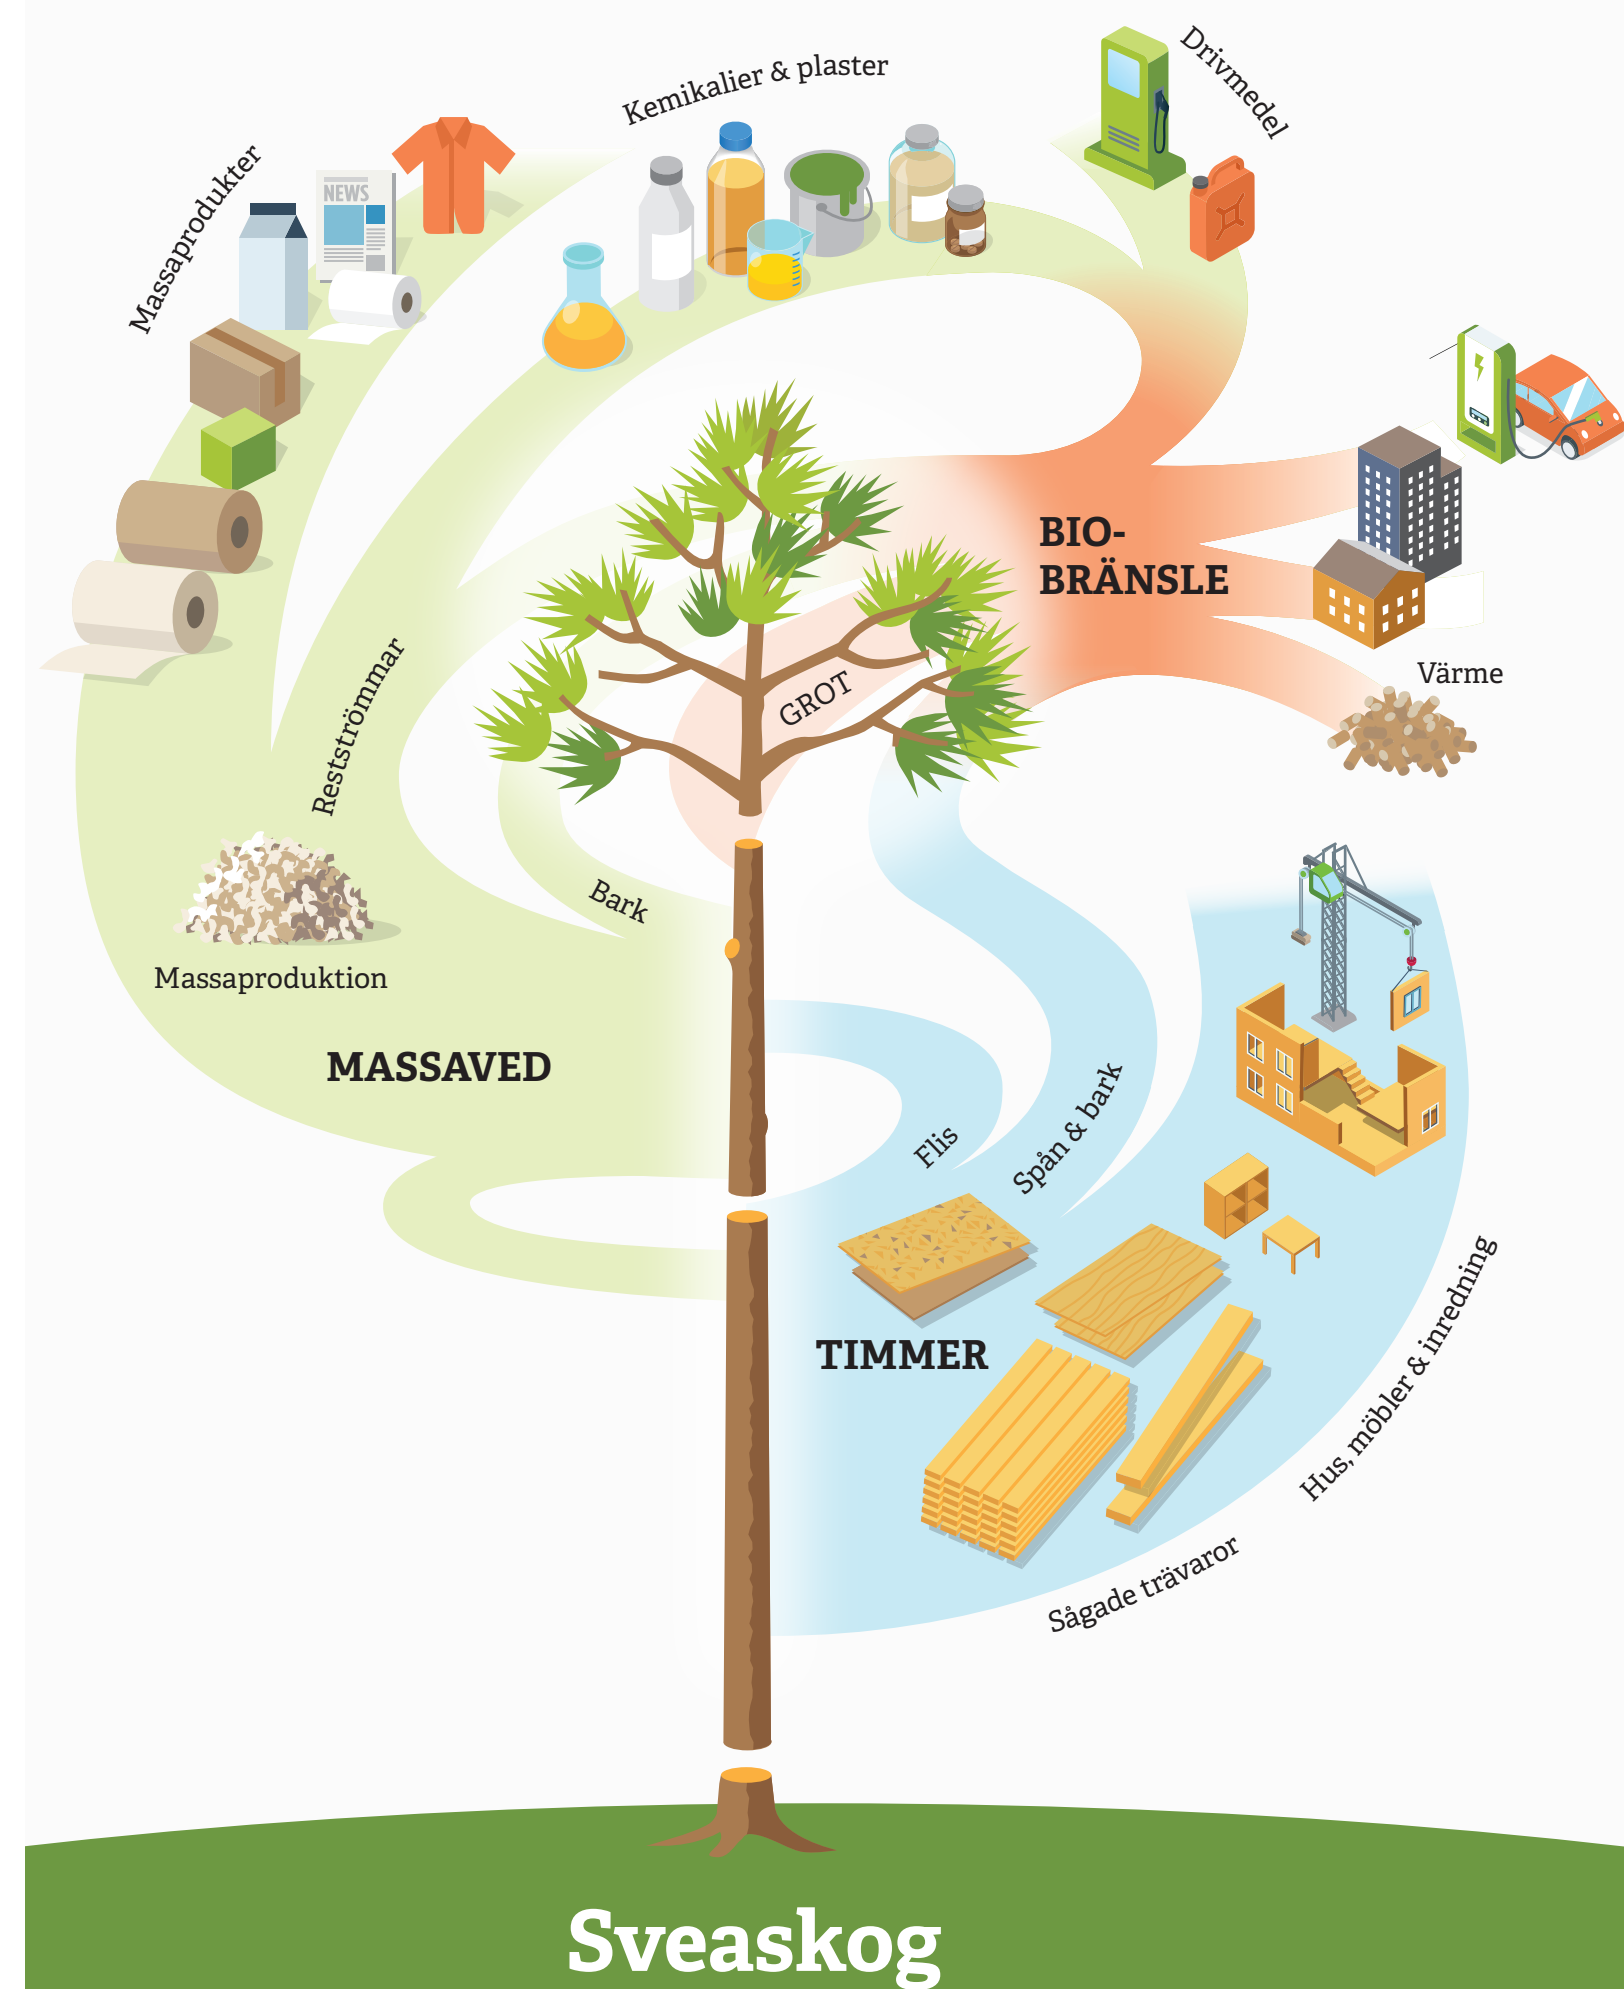 Kemikalier & plaster
Drivmedel
Massaprodukter
NEWS
BIO-
BRÄNSLE
Värme
GROT
Restströmmar
Bark
Massaproduktion
MASSAVED
Flis
Spån & bark
TIMMER
Hus, möbler & inredning
Sågade trävaror
Sveaskog